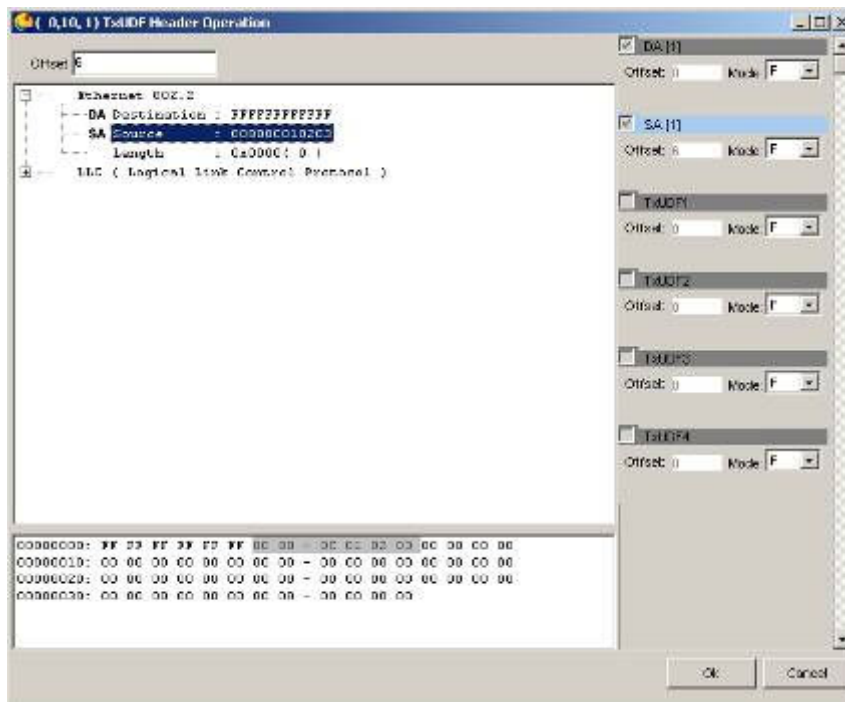 ( 0,10, 1) TxUDF Header Operation
Offset 6
Ethernet 802.2
DA Destination : FFFFFFFFFFFF
SA Source : 000000010203
Length : 0x0000( 0 )
LLC ( Logical Link Control Protocol )
00000000: FF FF FF FF FF FF 00 00 - 00 01 02 03 00 00 00 00
00000010: 00 00 00 00 00 00 00 00 - 00 00 00 00 00 00 00 00
00000020: 00 00 00 00 00 00 00 00 - 00 00 00 00 00 00 00 00
00000030: 00 00 00 00 00 00 00 00 - 00 00 00 00
DA [1]
Offset: 0 Mode F
SA [1]
Offset: 6 Mode F
TxUDF1
Offset: 0 Mode F
TxUDF2
Offset: 0 Mode F
TxUDF3
Offset: 0 Mode F
TxUDF4
Offset: 0 Mode F
Ok Cancel